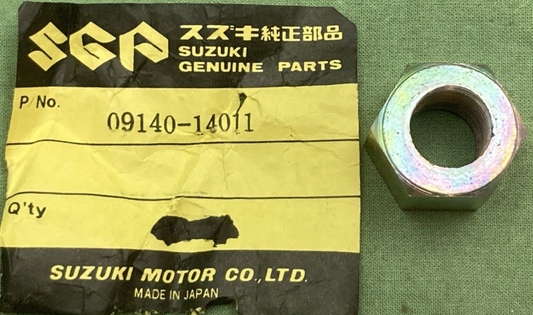 SGP
スズキ純正部品
SUZUKI
GENUINE PARTS
P/No.
09140-14011
Q'ty
SUZUKI MOTOR CO.,LTD.
MADE IN JAPAN